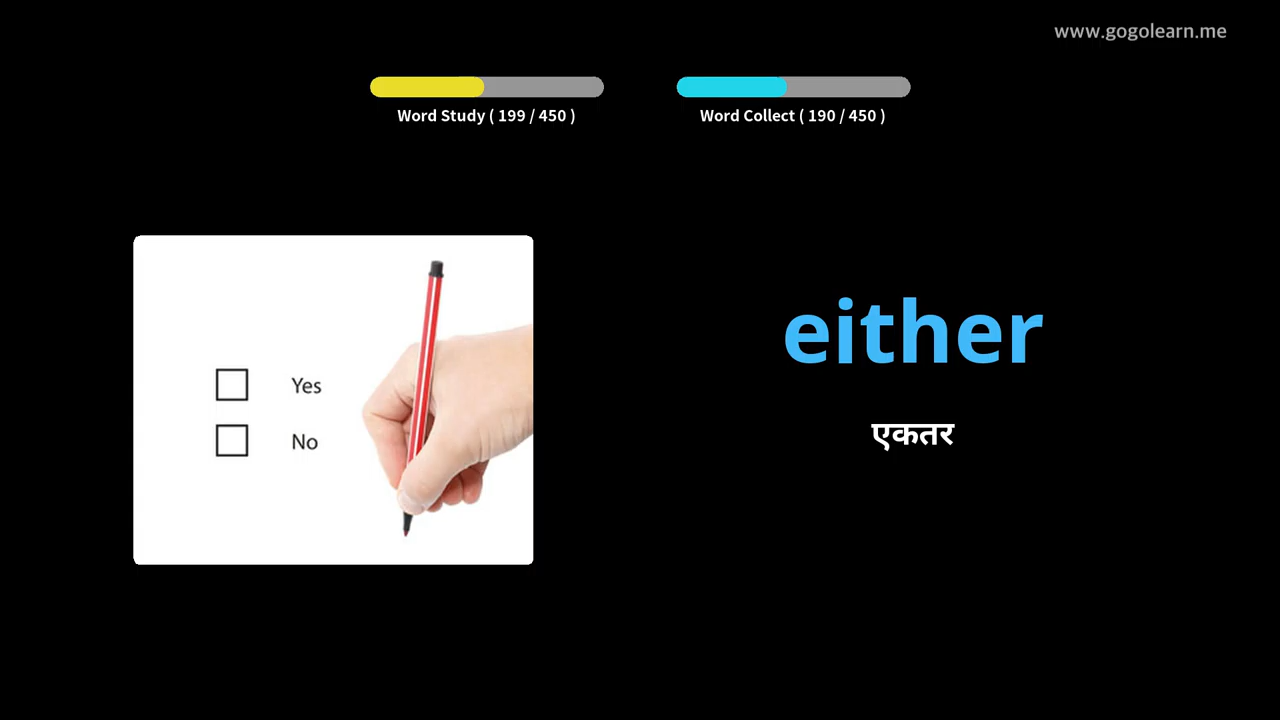 www.gogolearn.me
Word Study ( 199 / 450 )
Word Collect ( 190 / 450 )
Yes
No
either
एकतर